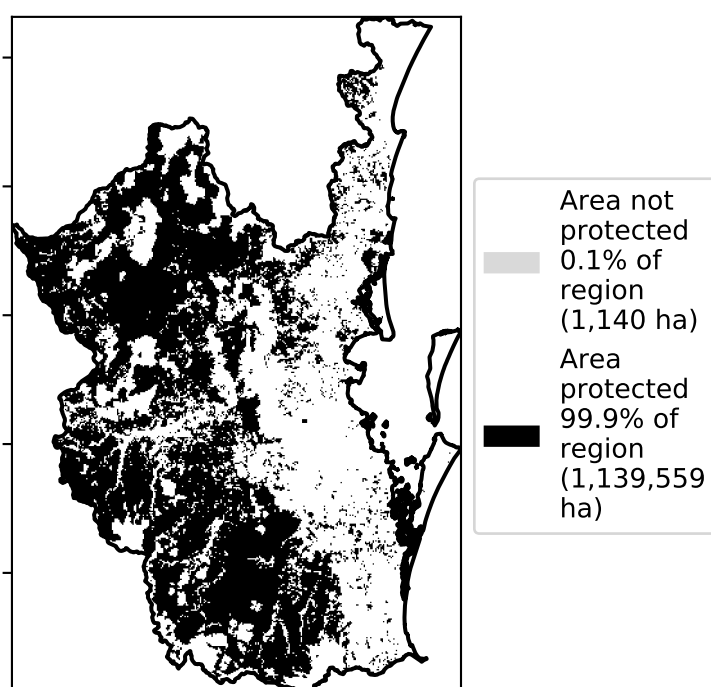 Area not
protected
0.1% of
region
(1,140 ha)
Area
protected
99.9% of
region
(1,139,559
ha)